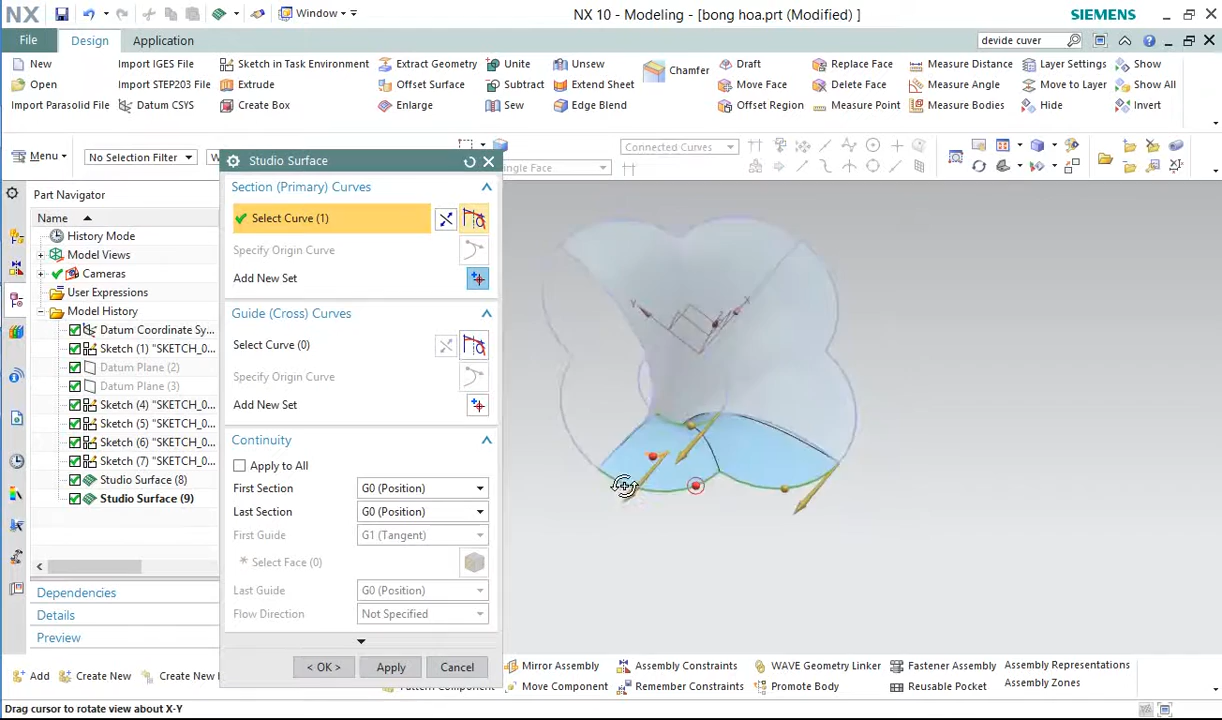 NX
Window
NX 10 - Modeling - [bong hoa.prt (Modified) ]
SIEMENS
File
Design
Application
devide cuver
New
Import IGES File
Sketch in Task Environment
Extract Geometry
Unite
Unsew
Chamfer
Draft
Replace Face
Measure Distance
Layer Settings
Show
Open
Import STEP203 File
Extrude
Offset Surface
Subtract
Extend Sheet
Move Face
Delete Face
Measure Angle
Move to Layer
Show All
Import Parasolid File
Datum CSYS
Create Box
Enlarge
Sew
Edge Blend
Offset Region
Measure Point
Measure Bodies
Hide
Invert
Menu
No Selection Filter
W
Connected Curves
ngle Face
Studio Surface
Section (Primary) Curves
Select Curve (1)
Specify Origin Curve
Add New Set
Guide (Cross) Curves
Select Curve (0)
Specify Origin Curve
Add New Set
Continuity
Apply to All
First Section
G0 (Position)
Last Section
G0 (Position)
First Guide
G1 (Tangent)
* Select Face (0)
Last Guide
G0 (Position)
Flow Direction
Not Specified
< OK >
Apply
Cancel
Part Navigator
Name
History Mode
Model Views
Cameras
User Expressions
Model History
Datum Coordinate Sy...
Sketch (1) "SKETCH_0...
Datum Plane (2)
Datum Plane (3)
Sketch (4) "SKETCH_0...
Sketch (5) "SKETCH_0...
Sketch (6) "SKETCH_0...
Sketch (7) "SKETCH_0...
Studio Surface (8)
Studio Surface (9)
Dependencies
Details
Preview
Y
X
Add
Create New
Create New
Mirror Assembly
Assembly Constraints
WAVE Geometry Linker
Fastener Assembly
Assembly Representations
Pattern Component
Move Component
Remember Constraints
Promote Body
Reusable Pocket
Assembly Zones
Drag cursor to rotate view about X-Y